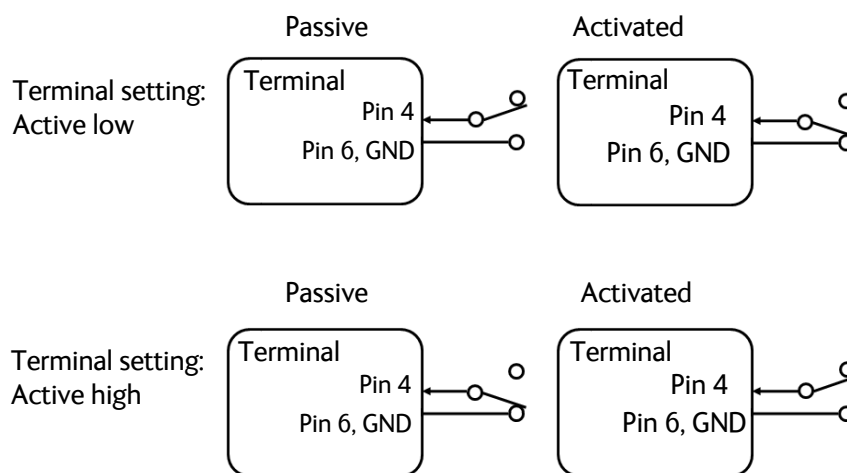 Passive
Activated
Terminal setting:
Active low
Terminal
Pin 4
Pin 6, GND
Terminal
Pin 4
Pin 6, GND
Passive
Activated
Terminal setting:
Active high
Terminal
Pin 4
Pin 6, GND
Terminal
Pin 4
Pin 6, GND